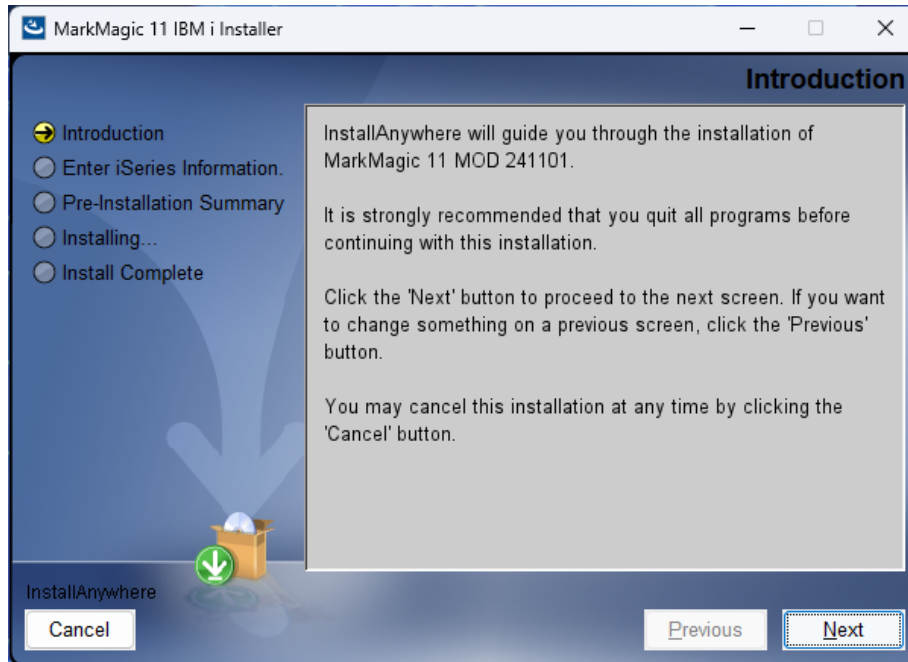 MarkMagic 11 IBM i Installer
Introduction
Introduction
Enter iSeries Information.
Pre-Installation Summary
Installing...
Install Complete
InstallAnywhere will guide you through the installation of
MarkMagic 11 MOD 241101.
It is strongly recommended that you quit all programs before
continuing with this installation.
Click the 'Next' button to proceed to the next screen. If you want
to change something on a previous screen, click the 'Previous'
button.
You may cancel this installation at any time by clicking the
'Cancel' button.
InstallAnywhere
Cancel
Previous
Next